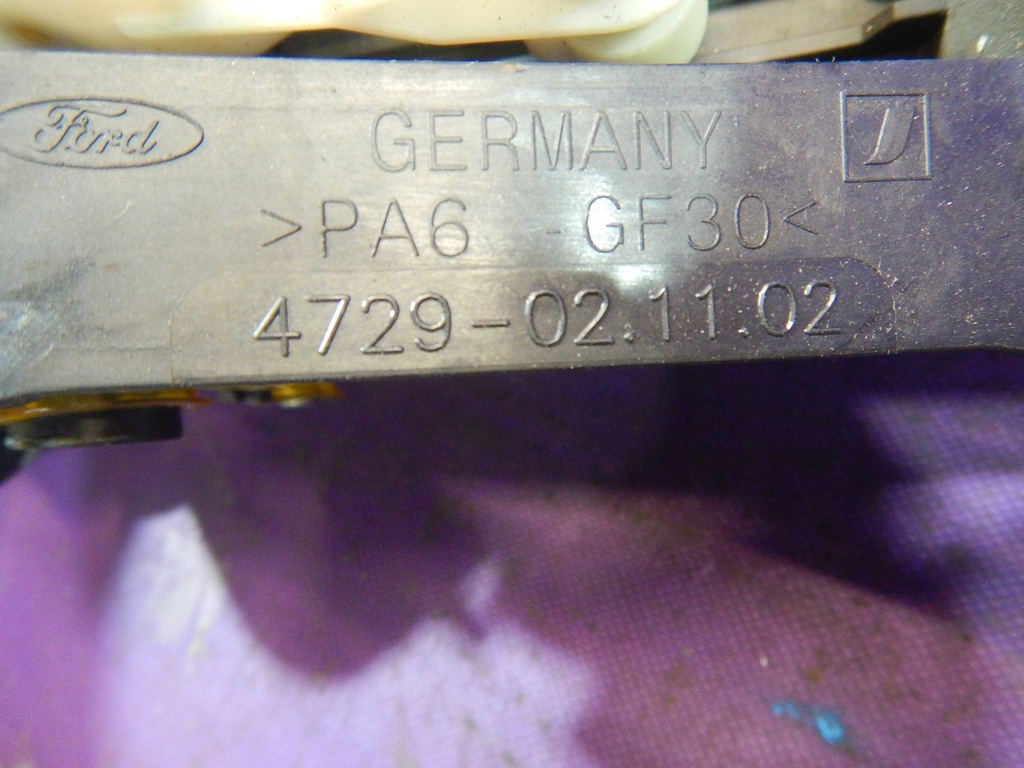 Ford GERMANY
>PA6 -GF30<
4729-02.11.02